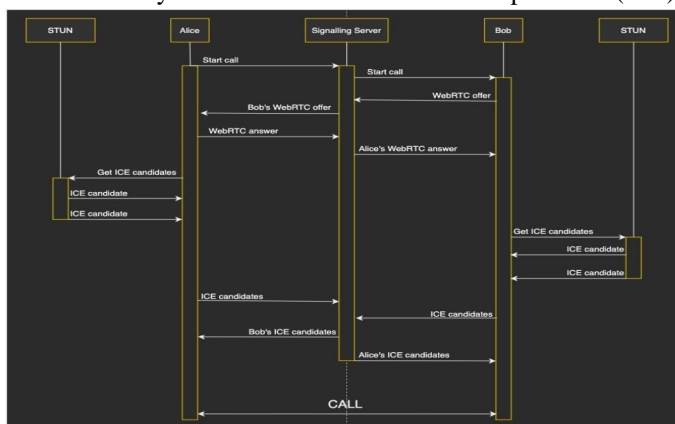 STUN
Alice
Signalling Server
Bob
STUN
Start call
Start call
WebRTC offer
Bob's WebRTC offer
WebRTC answer
Alice's WebRTC answer
Get ICE candidates
ICE candidate
ICE candidate
Get ICE candidates
ICE candidate
ICE candidate
ICE candidates
ICE candidates
Bob's ICE candidates
Alice's ICE candidates
CALL